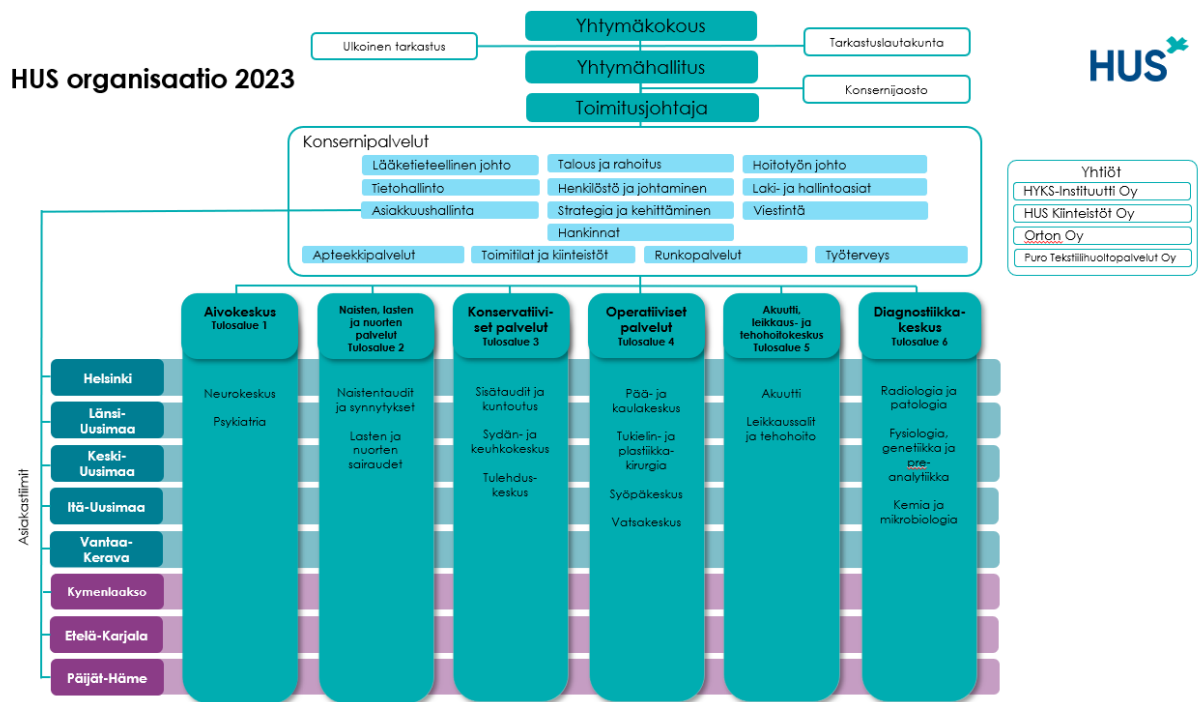 HUS organisaatio 2023
Yhtymäkokous
Ulkoinen tarkastus
Tarkastuslautakunta
Yhtymähallitus
Konsernijaosto
Toimitusjohtaja
HUS
Konsernipalvelut
Lääketieteellinen johto
Talous ja rahoitus
Hoitotyön johto
Tietohallinto
Henkilöstö ja johtaminen
Laki- ja hallintoasiat
Asiakkuushallinta
Strategia ja kehittäminen
Viestintä
Hankinnat
Apteekkipalvelut
Toimitilat ja kiinteistöt
Runkopalvelut
Työterveys
Yhtiöt
HYKS-Instituutti Oy
HUS Kiinteistöt Oy
Orton Oy
Puro Tekstiilihuoltopalvelut Oy
Aivokeskus
Tulosalue 1
Naisten, lasten
ja nuorten
palvelut
Tulosalue 2
Konservatiivi-
set palvelut
Tulosalue 3
Operatiiviset
palvelut
Tulosalue 4
Akuutti,
leikkaus- ja
tehohoitokeskus
Tulosalue 5
Diagnostiikka-
keskus
Tulosalue 6
Neurokeskus
Psykiatria
Naistentaudit
ja synnytykset
Lasten ja
nuorten
sairaudet
Sisätaudit ja
kuntoutus
Sydän- ja
keuhkokeskus
Tulehdus-
keskus
Pää- ja
kaulakeskus
Tukielin- ja
plastiikka-
kirurgia
Syöpäkeskus
Vatsakeskus
Akuutti
Leikkaussalit
ja tehohoito
Radiologia ja
patologia
Fysiologia,
genetiikka ja
pre-
analytiikka
Kemia ja
mikrobiologia
Asiakastiimit
Helsinki
Länsi-
Uusimaa
Keski-
Uusimaa
Itä-Uusimaa
Vantaa-
Kerava
Kymenlaakso
Etelä-Karjala
Päijät-Häme